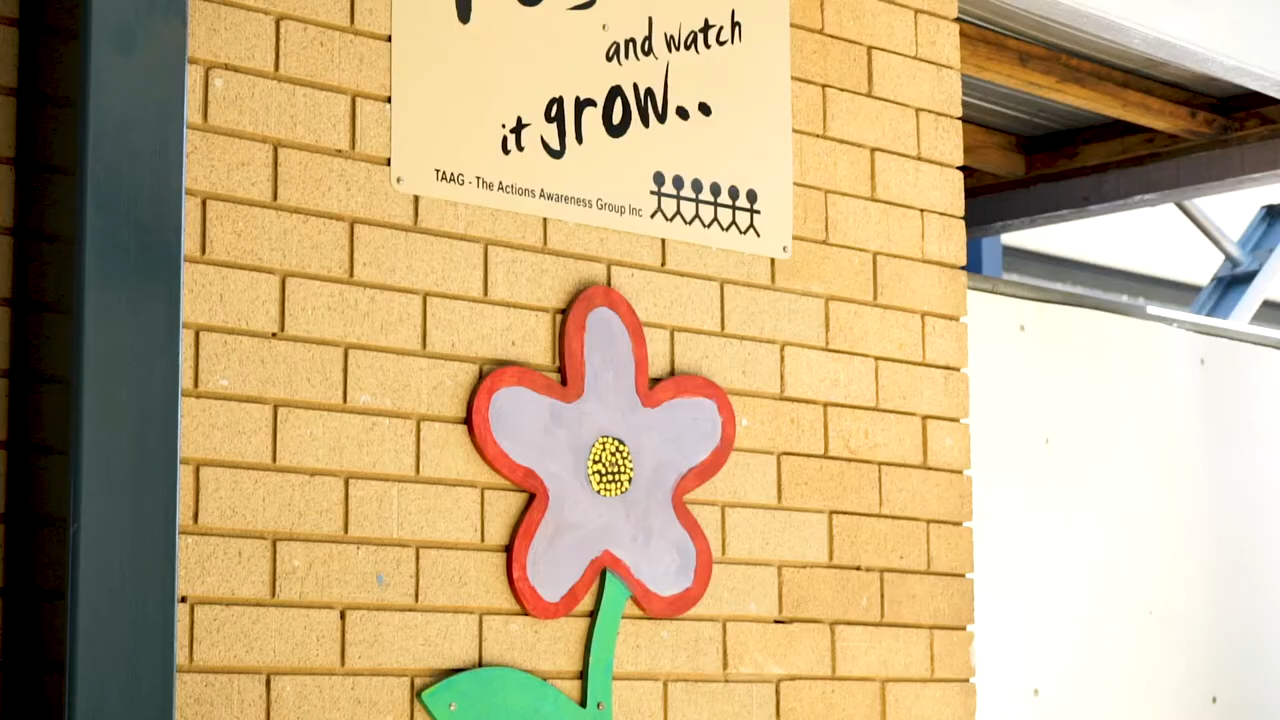 and watch
it grow..
TAAG - The Actions Awareness Group Inc